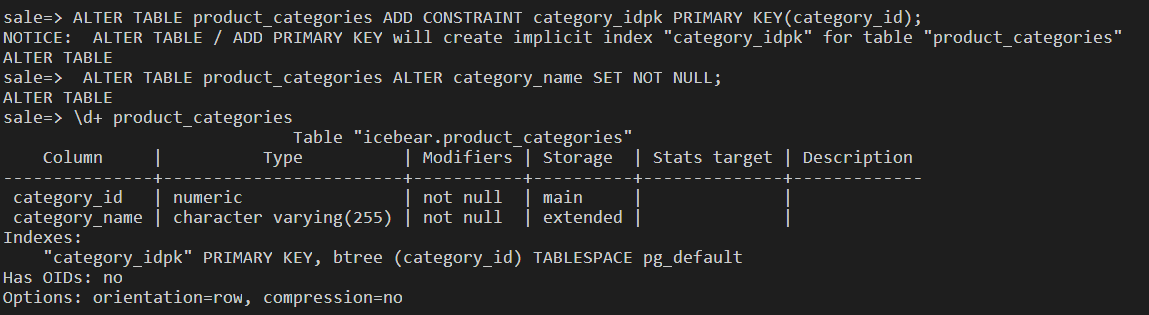 sale=> ALTER TABLE product_categories ADD CONSTRAINT category_idpk PRIMARY KEY(category_id);
NOTICE:  ALTER TABLE / ADD PRIMARY KEY will create implicit index "category_idpk" for table "product_categories"
ALTER TABLE
sale=>  ALTER TABLE product_categories ALTER category_name SET NOT NULL;
ALTER TABLE
sale=> \d+ product_categories
                          Table "icebear.product_categories"
    Column     |          Type          | Modifiers | Storage  | Stats target | Description
---------------+------------------------+-----------+----------+--------------+-------------
 category_id   | numeric                | not null  | main     |              |
 category_name | character varying(255) | not null  | extended |              |
Indexes:
    "category_idpk" PRIMARY KEY, btree (category_id) TABLESPACE pg_default
Has OIDs: no
Options: orientation=row, compression=no